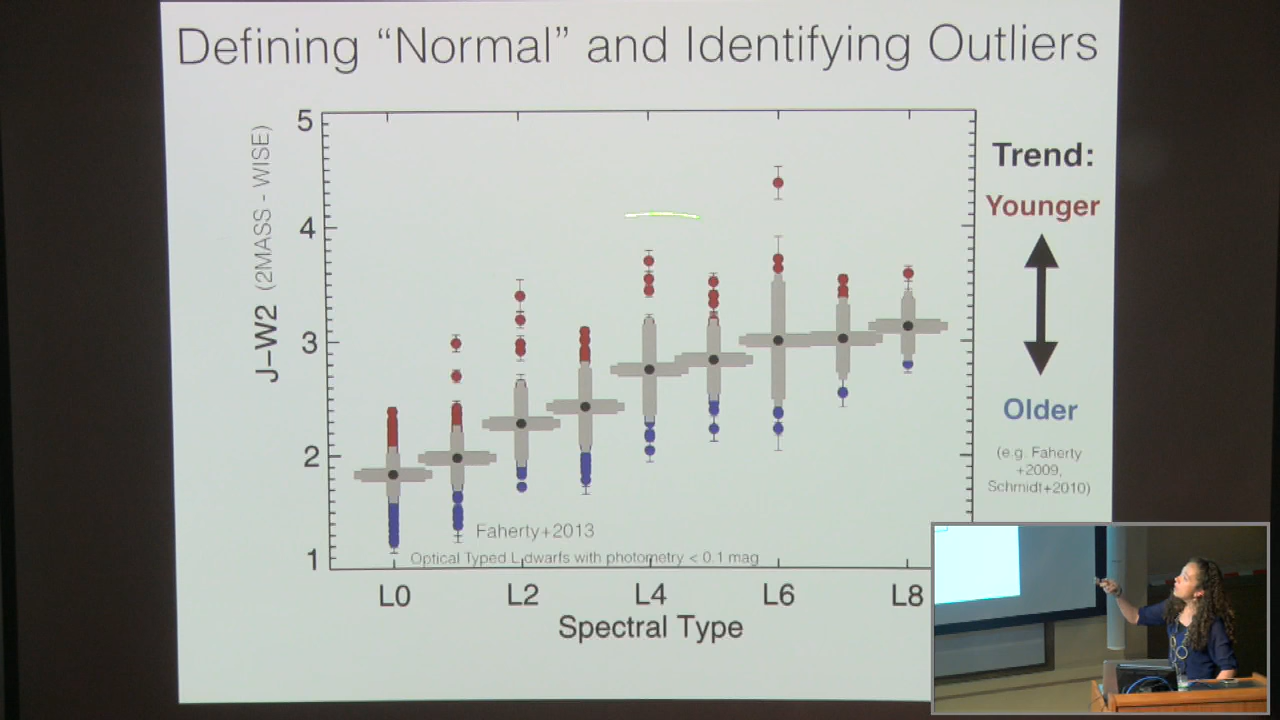 Defining “Normal” and Identifying Outliers
J-W2 (2MASS - WISE)
5
4
3
2
1
Trend:
Younger
Older
(e.g. Faherty
+2009,
Schmidt+2010)
Faherty+2013
Optical Typed L dwarfs with photometry < 0.1 mag
L0 L2 L4 L6 L8
Spectral Type